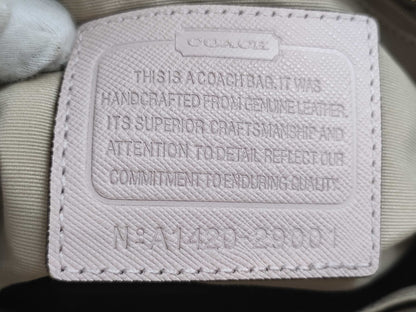 COACH
THIS IS A COACH BAG. IT WAS
HANDCRAFTED FROM GENUINE LEATHER.
ITS SUPERIOR CRAFTSMANSHIP AND
ATTENTION TO DETAIL REFLECT OUR
COMMITMENT TO ENDURING QUALITY.
Nº A1420-29001